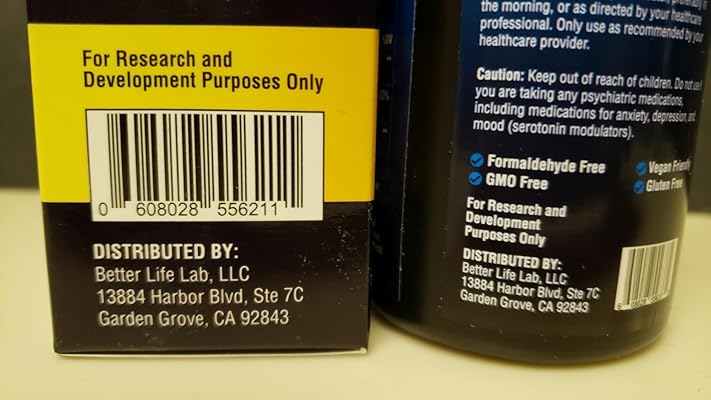 For Research and
Development Purposes Only
0 608028 556211
DISTRIBUTED BY:
Better Life Lab, LLC
13884 Harbor Blvd, Ste 7C
Garden Grove, CA 92843
the morning, or as directed by your healthcare
professional. Only use as recommended by your
healthcare provider.
Caution: Keep out of reach of children. Do not use if
you are taking any psychiatric medications,
including medications for anxiety, depression, and
mood (serotonin modulators).
Formaldehyde Free
Vegan Friendly
GMO Free
Gluten Free
For Research and
Development
Purposes Only
DISTRIBUTED BY:
Better Life Lab, LLC
13884 Harbor Blvd, Ste 7C
Garden Grove, CA 92843